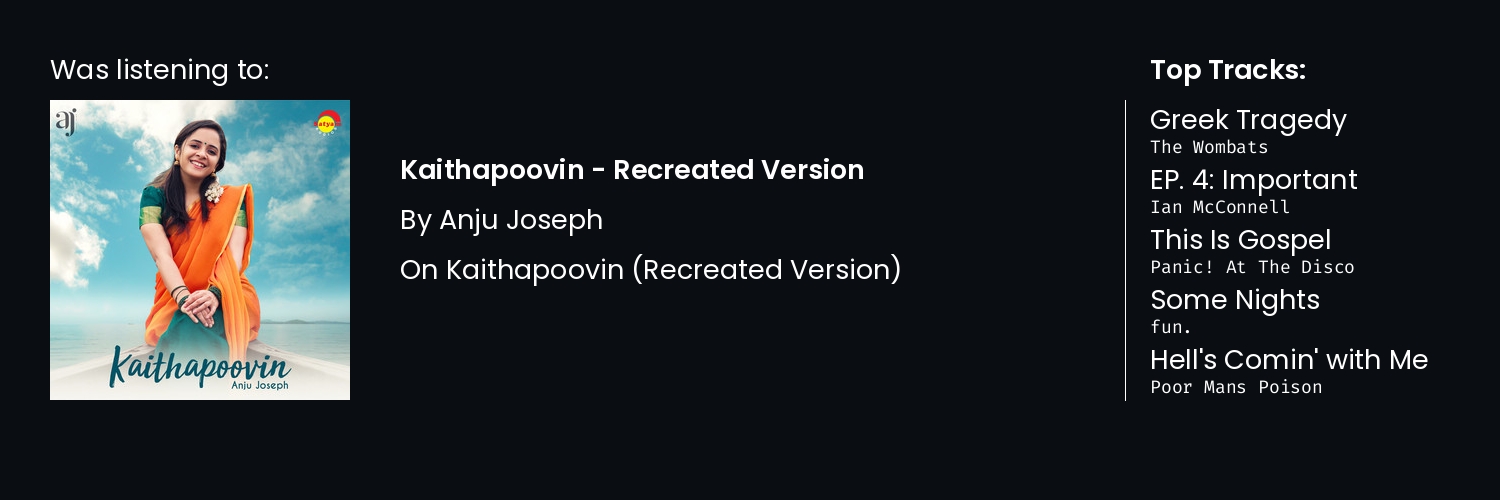 Was listening to:
aj
Satyam
Kaithapoovin
Anju Joseph
Kaithapoovin - Recreated Version
By Anju Joseph
On Kaithapoovin (Recreated Version)
Top Tracks:
Greek Tragedy
The Wombats
EP. 4: Important
Ian McConnell
This Is Gospel
Panic! At The Disco
Some Nights
fun.
Hell's Comin' with Me
Poor Mans Poison